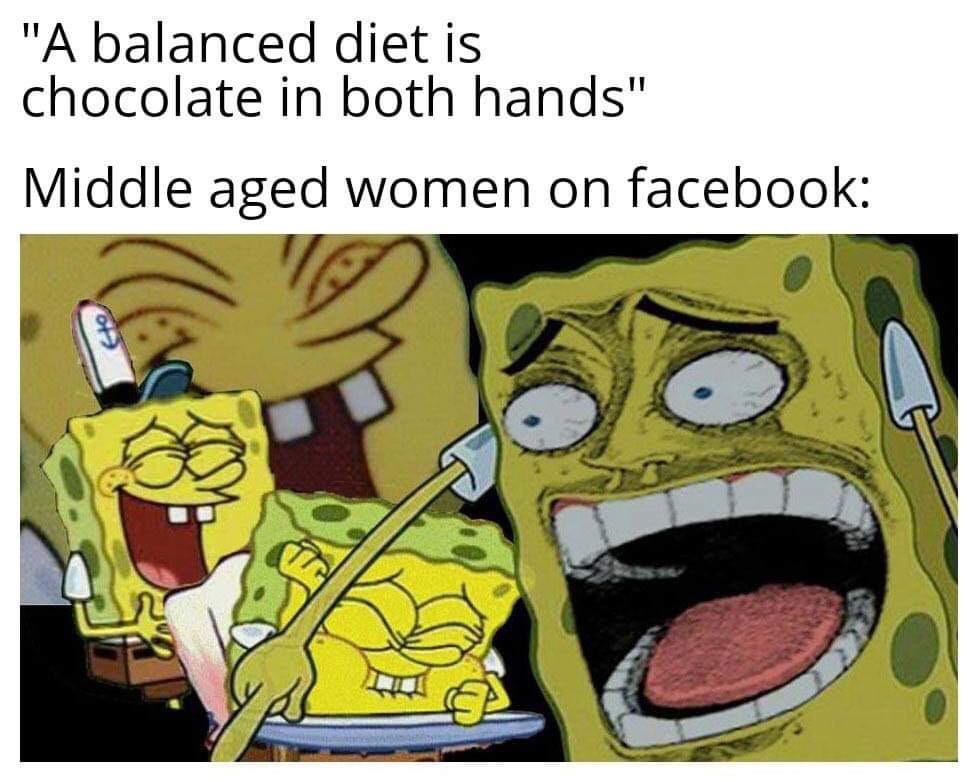 "A balanced diet is
chocolate in both hands"
Middle aged women on facebook: